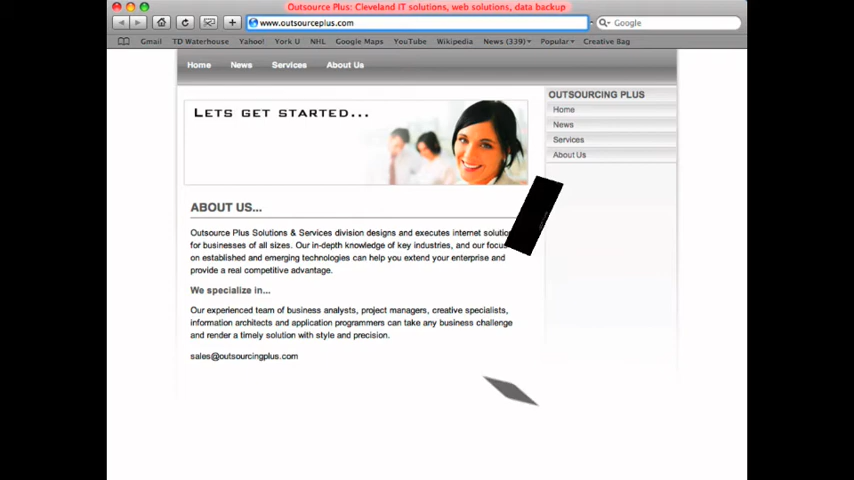 Outsource Plus: Cleveland IT solutions, web solutions, data backup
www.outsourceplus.com
Google
Gmail TD Waterhouse Yahoo! York U NHL Google Maps YouTube Wikipedia News (339) Popular Creative Bag
Home News Services About Us
LETS GET STARTED...
OUTSOURCING PLUS
Home
News
Services
About Us
ABOUT US...
Outsource Plus Solutions & Services division designs and executes internet
for businesses of all sizes. Our in-depth knowledge of key industries, and our focus
on established and emerging technologies can help you extend your enterprise and
provide a real competitive advantage.
We specialize in...
Our experienced team of business analysts, project managers, creative specialists,
information architects and application programmers can take any business challenge
and render a timely solution with style and precision.
sales@outsourcingplus.com